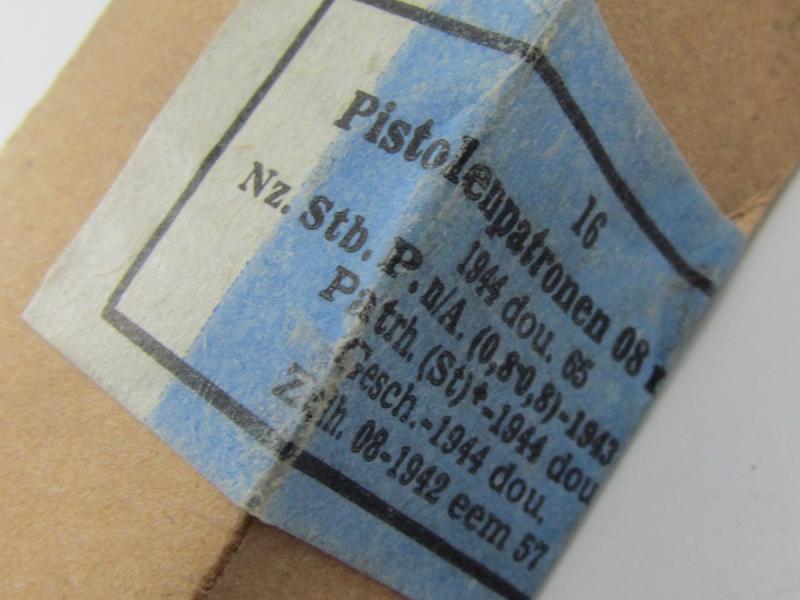 16
Pistolenpatronen 08
1944 dou. 65
Nz. Stb. P. n/A. (0,8·0,8)-1943
Patrh. (St)+-1944 dou
Gesch.-1944 dou.
Zdh. 08-1942 eem 57